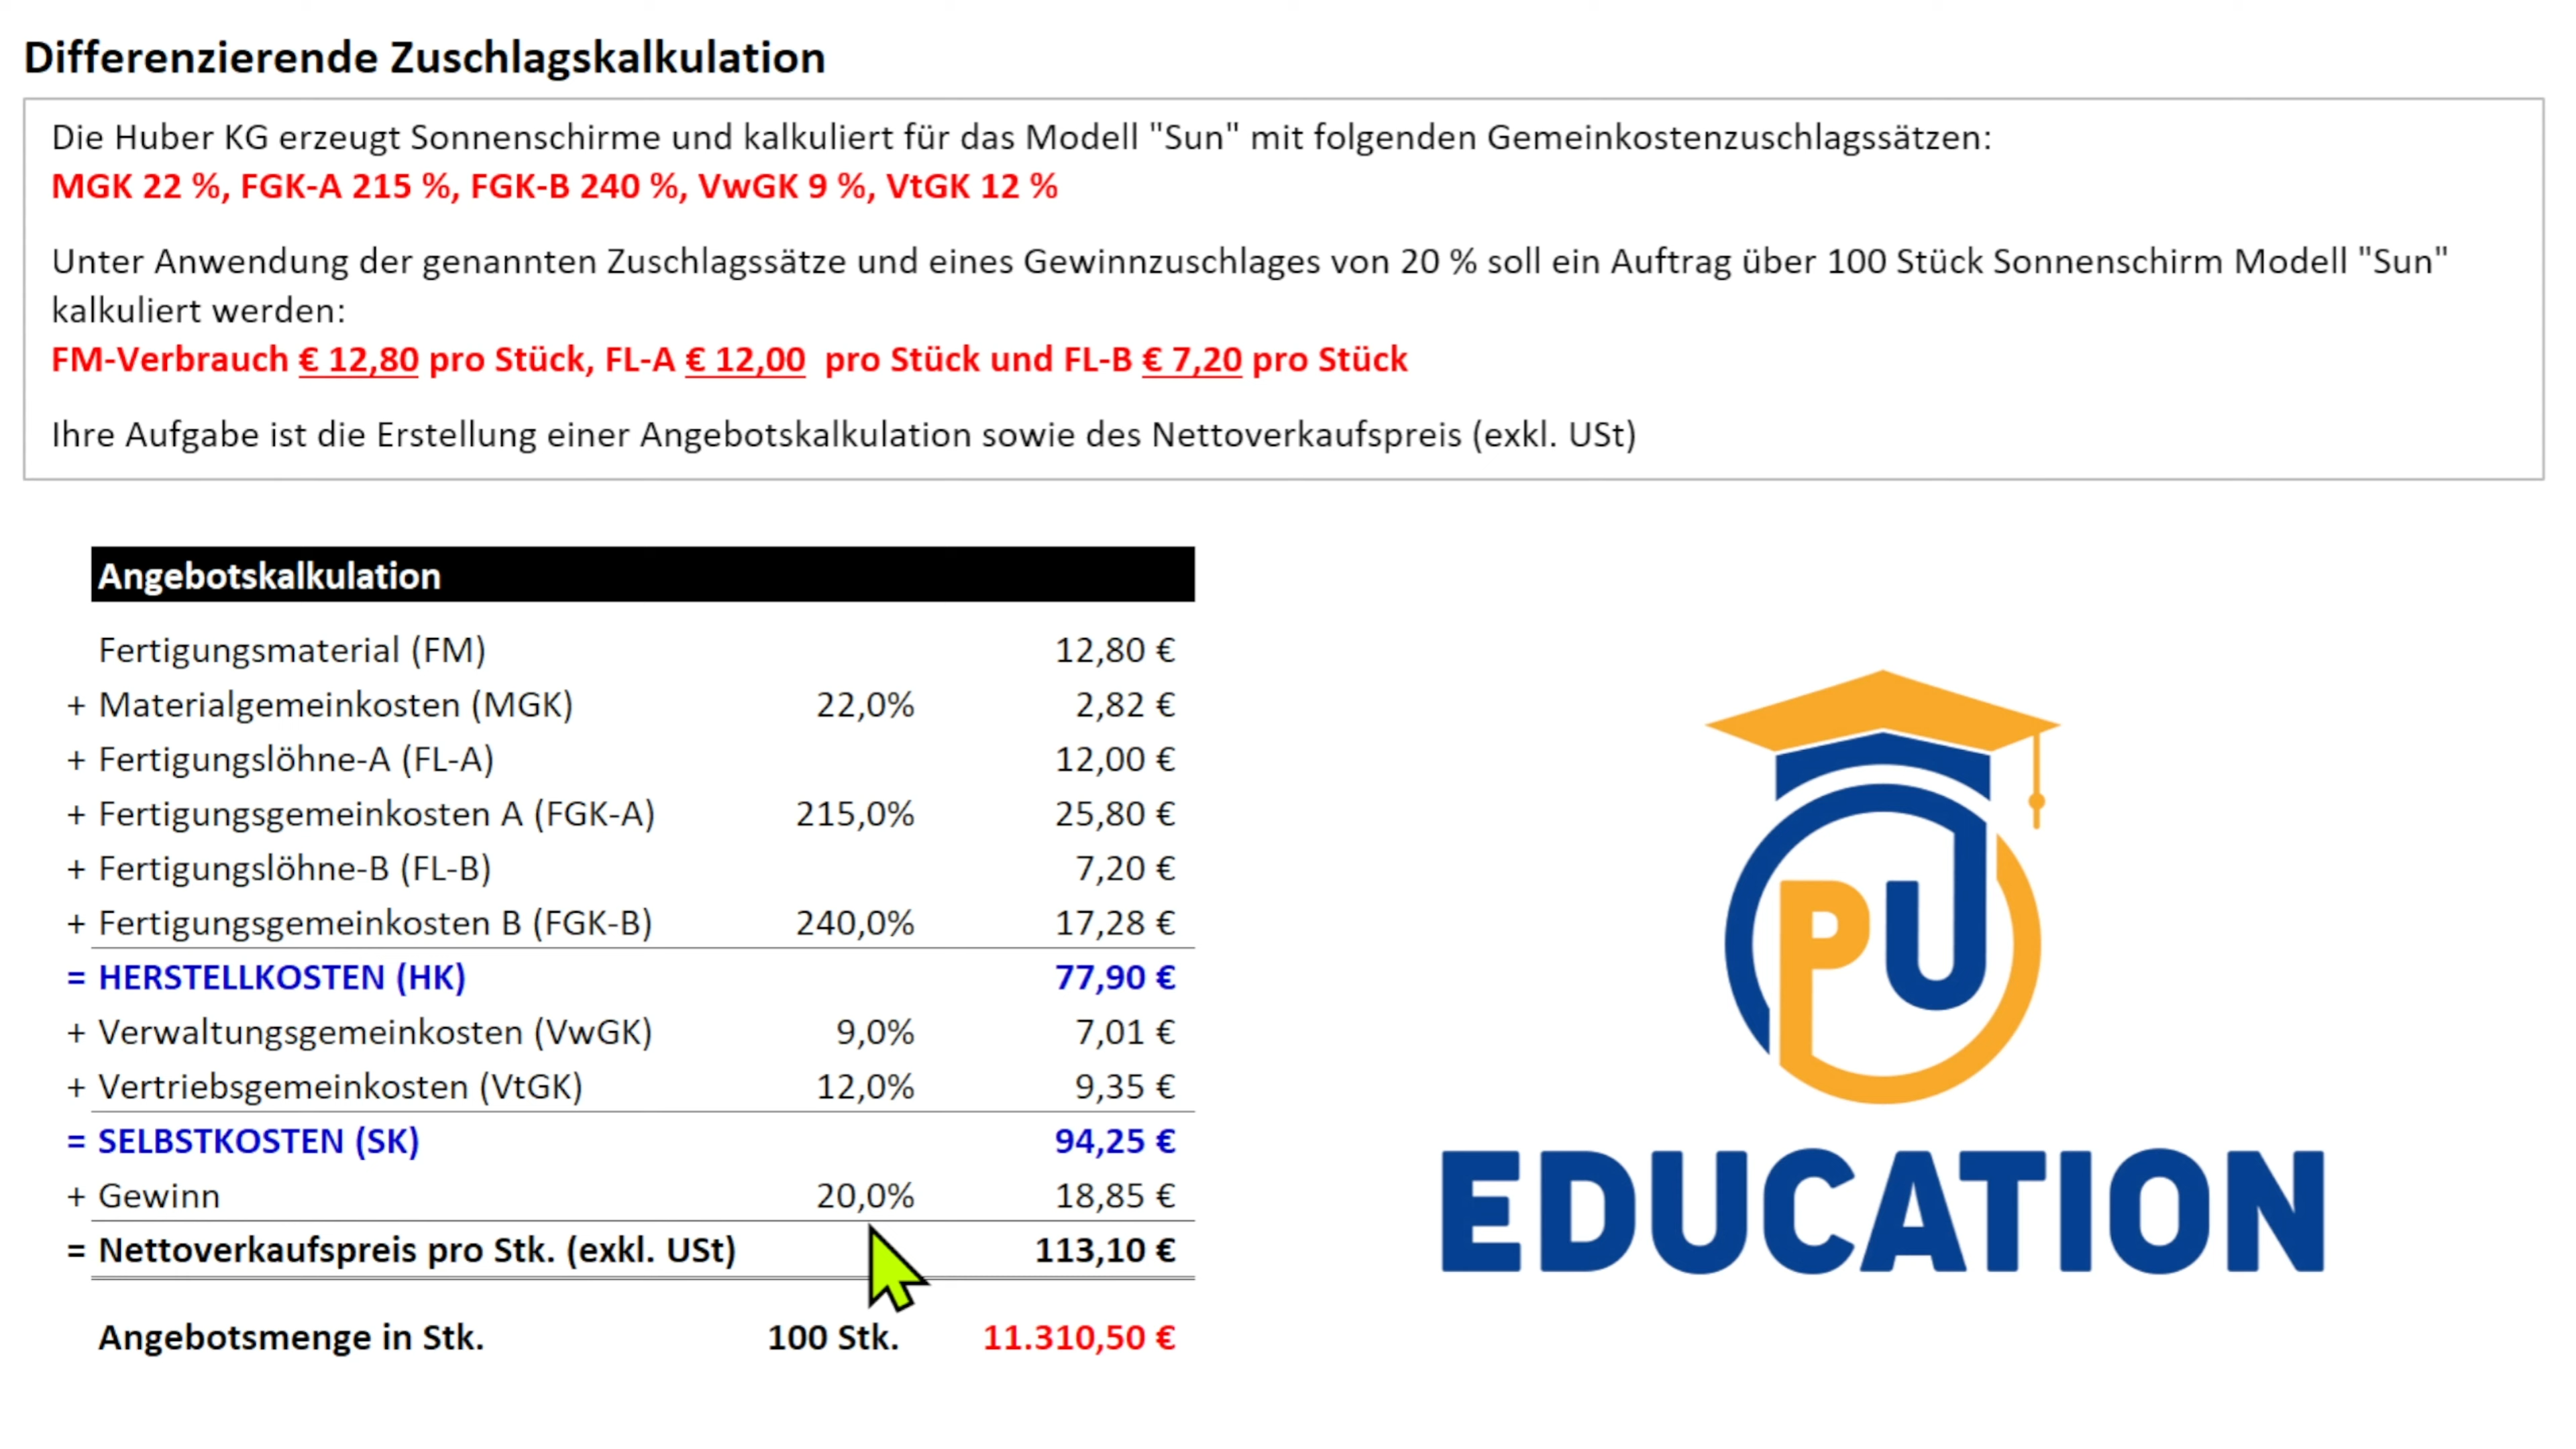 Differenzierende Zuschlagskalkulation
Die Huber KG erzeugt Sonnenschirme und kalkuliert für das Modell "Sun" mit folgenden Gemeinkostenzuschlagssätzen:
MGK 22 %, FGK-A 215 %, FGK-B 240 %, VwGK 9 %, VtGK 12 %
Unter Anwendung der genannten Zuschlagssätze und eines Gewinnzuschlages von 20 % soll ein Auftrag über 100 Stück Sonnenschirm Modell "Sun"
kalkuliert werden:
FM-Verbrauch € 12,80 pro Stück, FL-A € 12,00 pro Stück und FL-B € 7,20 pro Stück
Ihre Aufgabe ist die Erstellung einer Angebotskalkulation sowie des Nettoverkaufspreis (exkl. USt)
Angebotskalkulation
Fertigungsmaterial (FM) 12,80 €
+ Materialgemeinkosten (MGK) 22,0% 2,82 €
+ Fertigungslöhne-A (FL-A) 12,00 €
+ Fertigungsgemeinkosten A (FGK-A) 215,0% 25,80 €
+ Fertigungslöhne-B (FL-B) 7,20 €
+ Fertigungsgemeinkosten B (FGK-B) 240,0% 17,28 €
= HERSTELLKOSTEN (HK) 77,90 €
+ Verwaltungsgemeinkosten (VwGK) 9,0% 7,01 €
+ Vertriebsgemeinkosten (VtGK) 12,0% 9,35 €
= SELBSTKOSTEN (SK) 94,25 €
+ Gewinn 20,0% 18,85 €
= Nettoverkaufspreis pro Stk. (exkl. USt) 113,10 €
Angebotsmenge in Stk. 100 Stk. 11.310,50 €
PU
EDUCATION